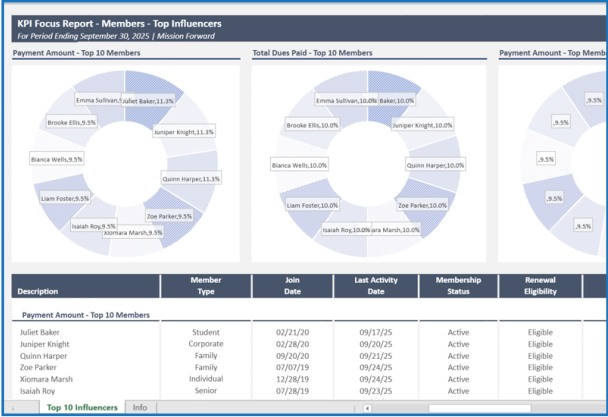 KPI Focus Report - Members - Top Influencers
For Period Ending September 30, 2025 | Mission Forward
Payment Amount - Top 10 Members
Total Dues Paid - Top 10 Members
Payment Amount - Top Memb
Emma Sullivan,9
Juliet Baker,11.3%
Brooke Ellis,9.5%
Juniper Knight,11.3%
Bianca Wells,9.5%
Quinn Harper,11.3%
Liam Foster,9.5%
Zoe Parker,9.5%
Isaiah Roy,9.5%
Xiomara Marsh,9.5%
Emma Sullivan,10.0%
Baker,10.0%
Brooke Ellis,10.0%
Juniper Knight,10.0%
Bianca Wells,10.0%
Quinn Harper,10.0%
Liam Foster,10.0%
Zoe Parker,10.0%
Isaiah Roy,10.0%
ara Marsh,10.0%
,9.5%
,9.5%
,9.5%
,9.5%
,9.5%
Description Member Type Join Date Last Activity Date Membership Status Renewal Eligibility
Payment Amount - Top 10 Members
Juliet Baker Student 02/21/20 09/17/25 Active Eligible
Juniper Knight Corporate 02/28/20 09/20/25 Active Eligible
Quinn Harper Family 09/20/20 09/21/25 Active Eligible
Zoe Parker Family 07/07/19 09/24/25 Active Eligible
Xiomara Marsh Individual 12/28/19 09/24/25 Active Eligible
Isaiah Roy Senior 07/28/19 09/23/25 Active Eligible
Top 10 Influencers Info